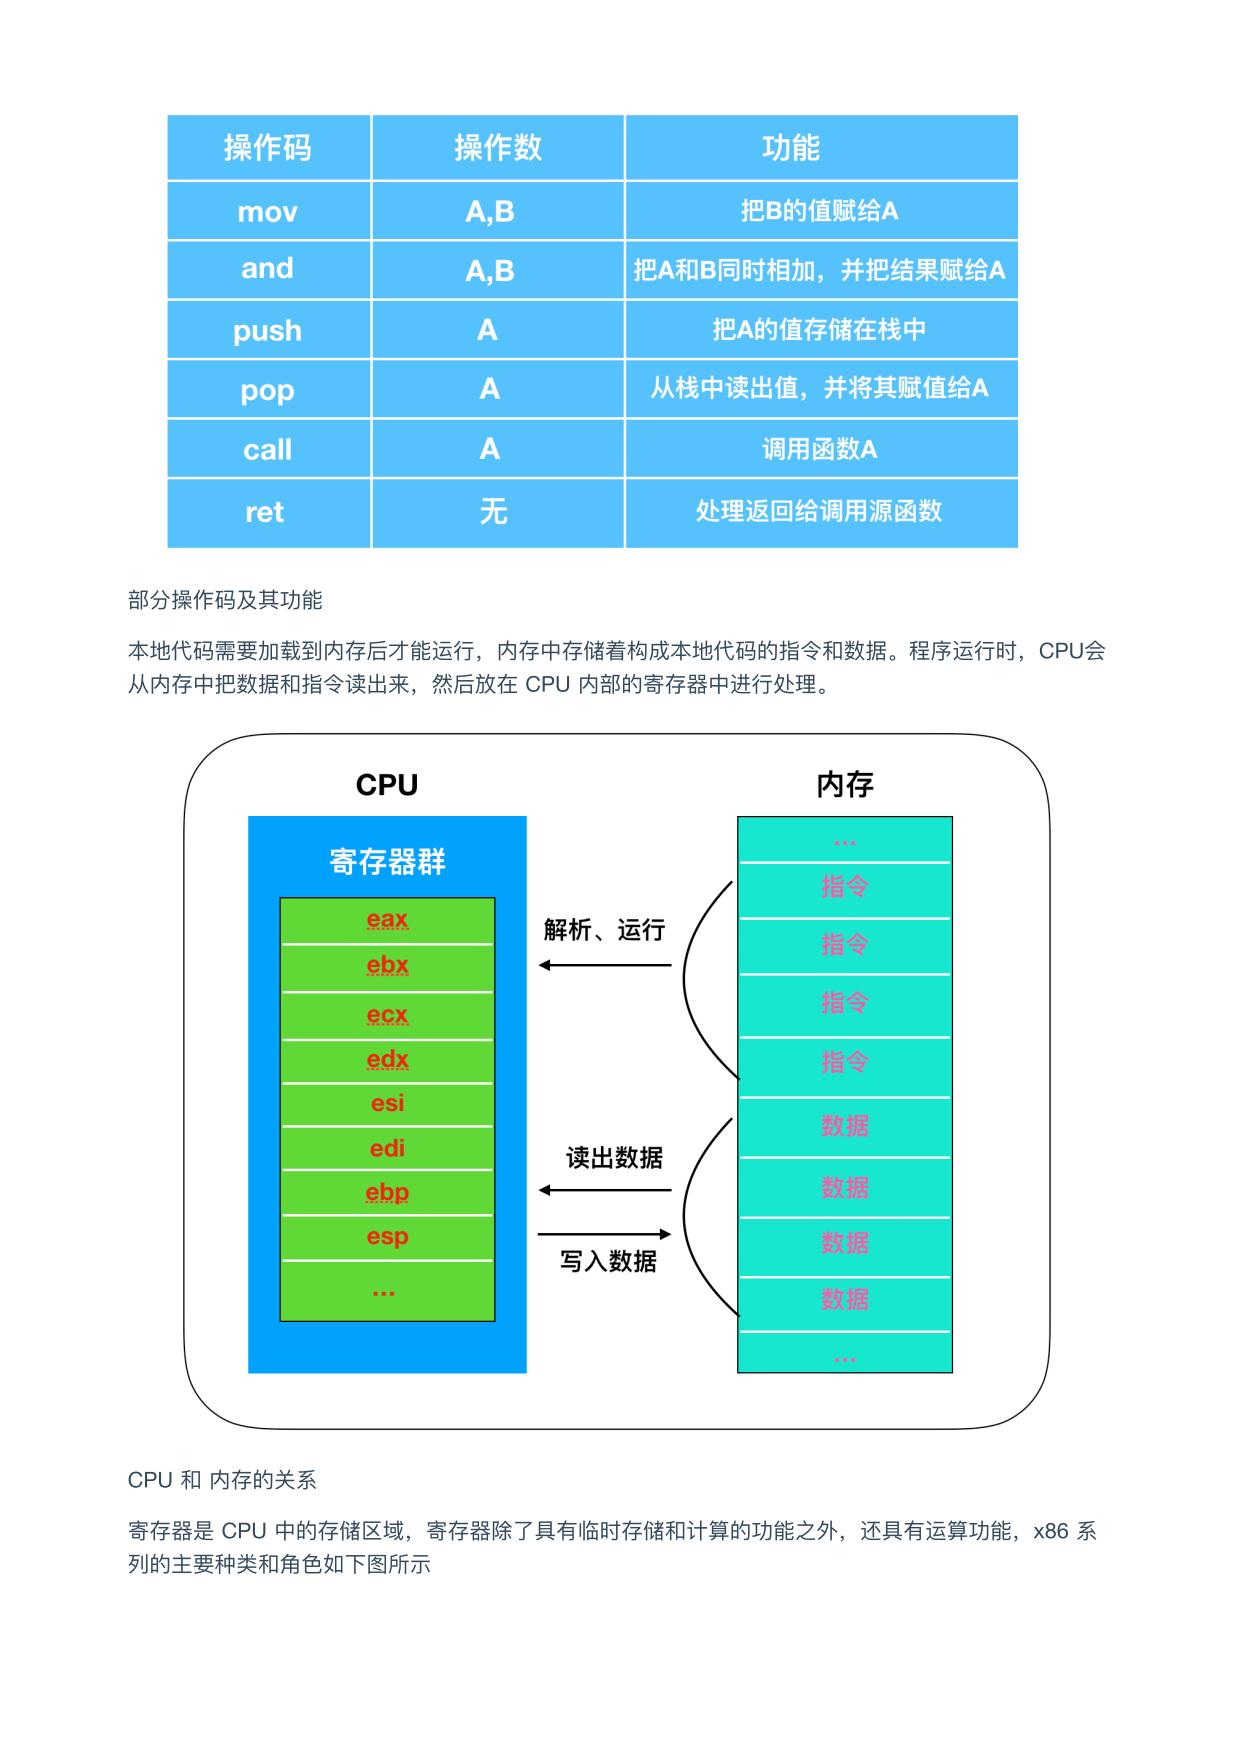 操作码 操作数 功能
mov A,B 把B的值赋给A
and A,B 把A和B同时相加，并把结果赋给A
push A 把A的值存储在栈中
pop A 从栈中读出值，并将其赋值给A
call A 调用函数A
ret 无 处理返回给调用源函数
部分操作码及其功能
本地代码需要加载到内存后才能运行，内存中存储着构成本地代码的指令和数据。程序运行时，CPU会
从内存中把数据和指令读出来，然后放在 CPU 内部的寄存器中进行处理。
CPU
寄存器群
eax
ebx
ecx
edx
esi
edi
ebp
esp
...
解析、运行
读出数据
写入数据
内存
...
指令
指令
指令
指令
数据
数据
数据
数据
...
CPU 和 内存的关系
寄存器是 CPU 中的存储区域，寄存器除了具有临时存储和计算的功能之外，还具有运算功能，x86 系
列的主要种类和角色如下图所示